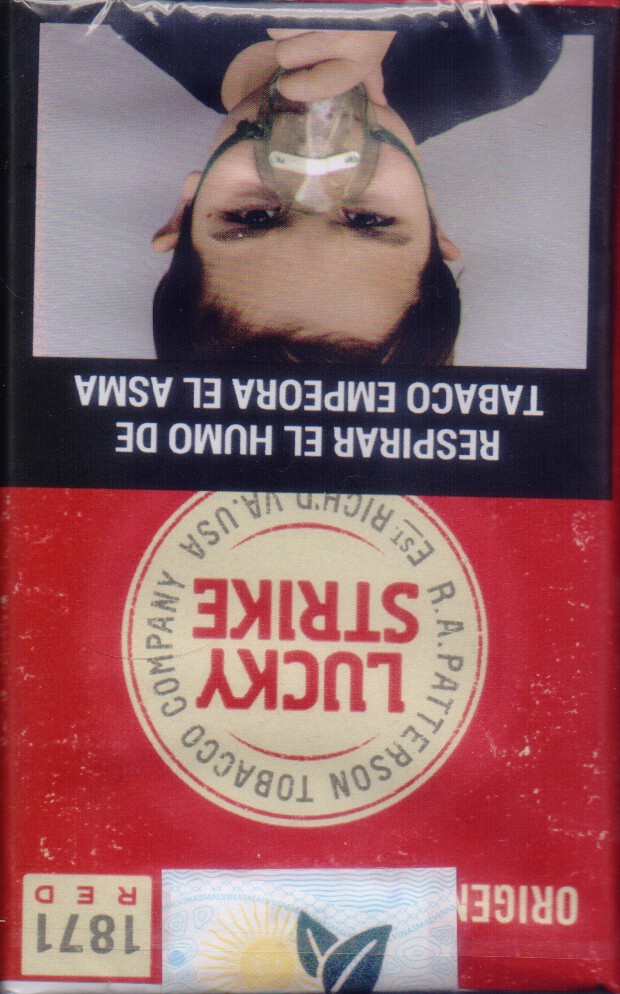 ORIGEN
1871
RED
R.A. PATTERSON TOBACCO COMPANY
LUCKY
STRIKE
EST. RICH'D VA. USA
RESPIRAR EL HUMO DE
TABACO EMPEORA EL ASMA